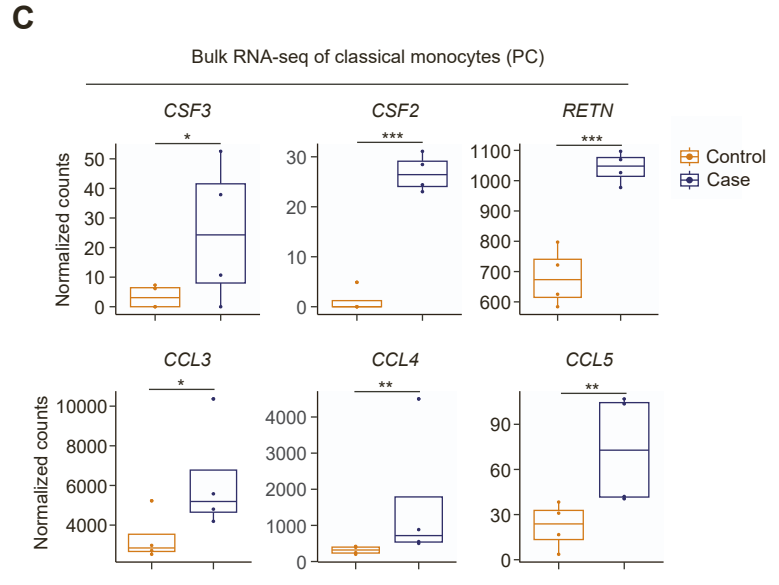 C
Bulk RNA-seq of classical monocytes (PC)
CSF3
CSF2
RETN
Normalized counts
50
40
30
20
10
0
*
30
20
10
0
***
1100
1000
900
800
700
600
***
Control
Case
CCL3
CCL4
CCL5
Normalized counts
10000
8000
6000
4000
*
4000
3000
2000
1000
0
**
90
60
30
0
**